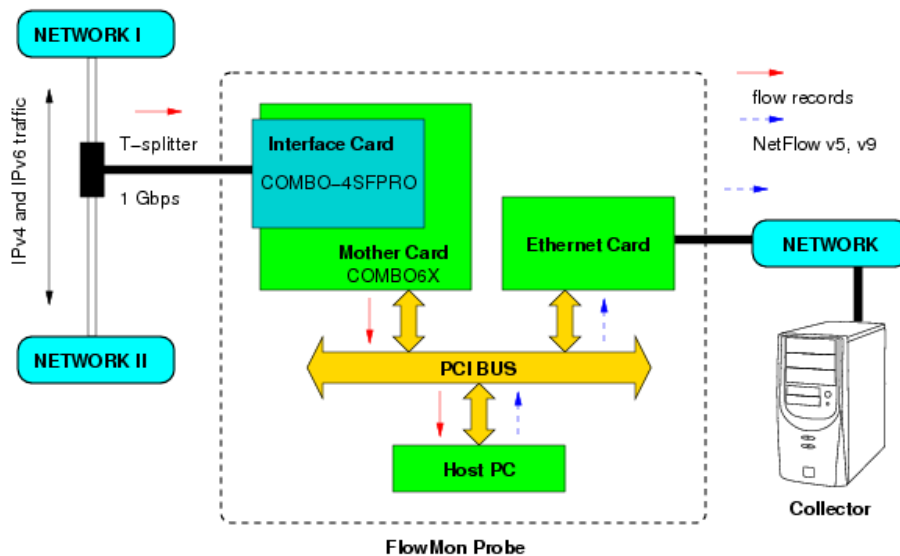 NETWORK I
IPv4 and IPv6 traffic
T-splitter
1 Gbps
NETWORK II
Interface Card
COMBO-4SFPRO
Mother Card
COMBO6X
Ethernet Card
PCI BUS
Host PC
FlowMon Probe
flow records
NetFlow v5, v9
NETWORK
Collector